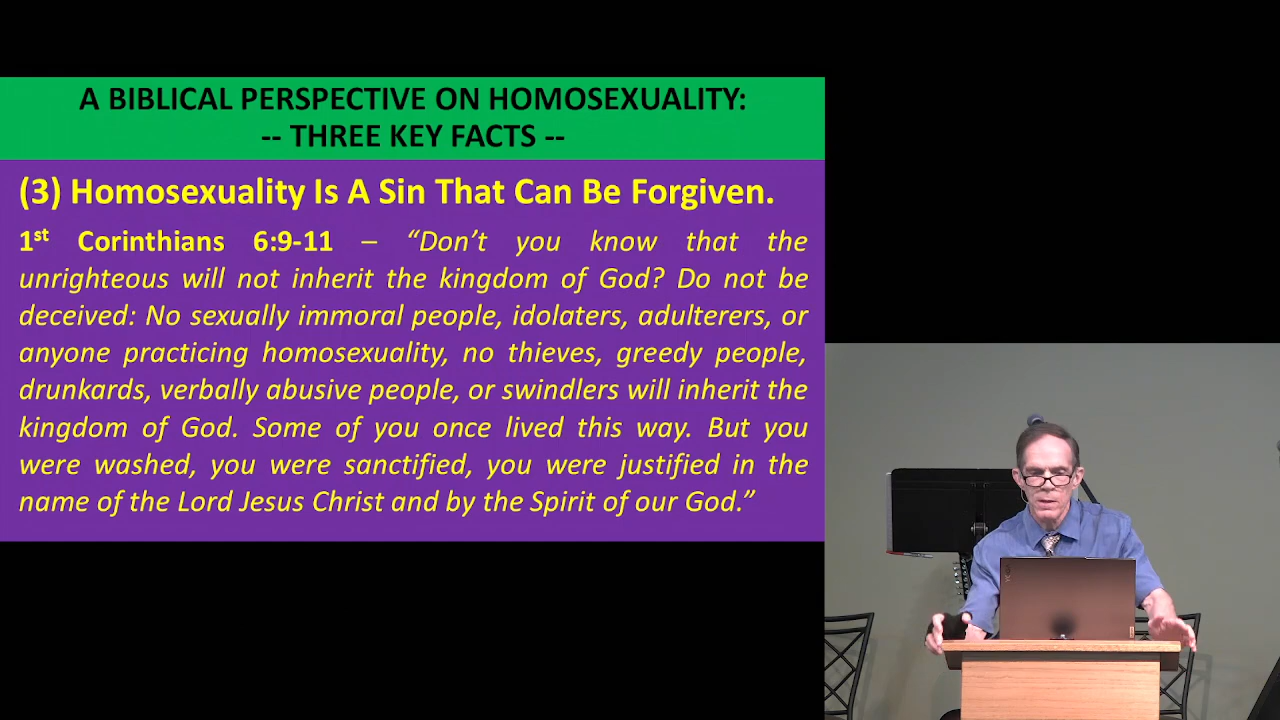 A BIBLICAL PERSPECTIVE ON HOMOSEXUALITY:
-- THREE KEY FACTS --
(3) Homosexuality Is A Sin That Can Be Forgiven.
1st Corinthians 6:9-11 – “Don’t you know that the
unrighteous will not inherit the kingdom of God? Do not be
deceived: No sexually immoral people, idolaters, adulterers, or
anyone practicing homosexuality, no thieves, greedy people,
drunkards, verbally abusive people, or swindlers will inherit the
kingdom of God. Some of you once lived this way. But you
were washed, you were sanctified, you were justified in the
name of the Lord Jesus Christ and by the Spirit of our God.”